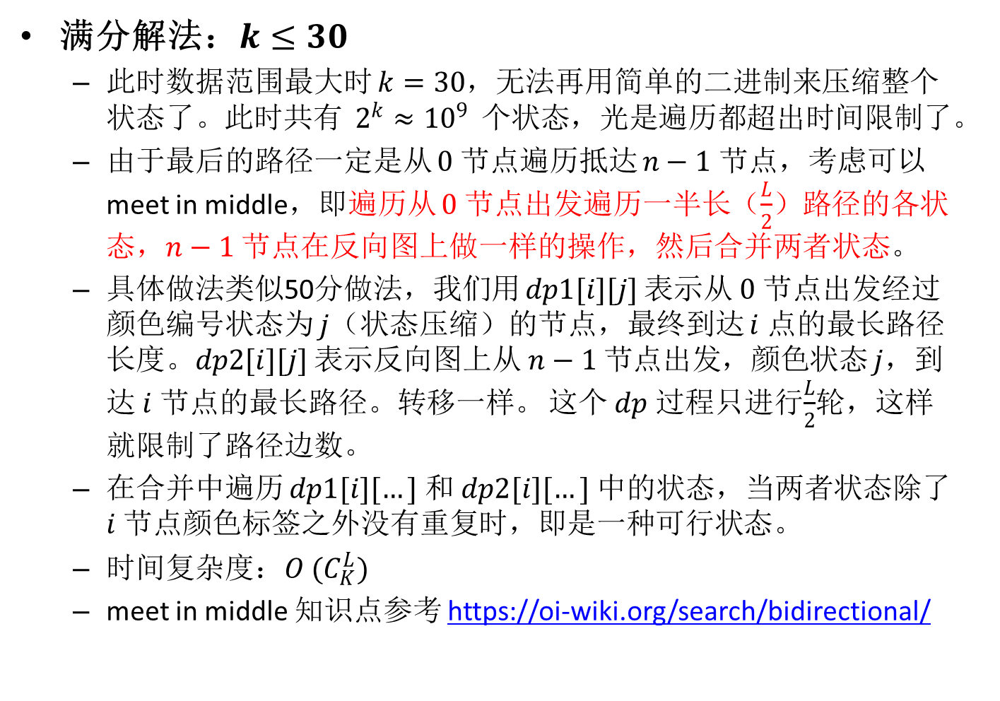 • 满分解法：k ≤ 30
– 此时数据范围最大时 k = 30，无法再用简单的二进制来压缩整个
状态了。此时共有 2^k ≈ 10^9 个状态，光是遍历都超出时间限制了。
– 由于最后的路径一定是从 0 节点遍历抵达 n − 1 节点，考虑可以
meet in middle，即遍历从 0 节点出发遍历一半长（L/2）路径的各状
态，n − 1 节点在反向图上做一样的操作，然后合并两者状态。
– 具体做法类似50分做法，我们用 dp1[i][j] 表示从 0 节点出发经过
颜色编号状态为 j（状态压缩）的节点，最终到达 i 点的最长路径
长度。dp2[i][j] 表示反向图上从 n − 1 节点出发，颜色状态 j，到
达 i 节点的最长路径。转移一样。 这个 dp 过程只进行L/2轮，这样
就限制了路径边数。
– 在合并中遍历 dp1[i][…] 和 dp2[i][…] 中的状态，当两者状态除了
i 节点颜色标签之外没有重复时，即是一种可行状态。
– 时间复杂度：O (C_K^L)
– meet in middle 知识点参考 https://oi-wiki.org/search/bidirectional/